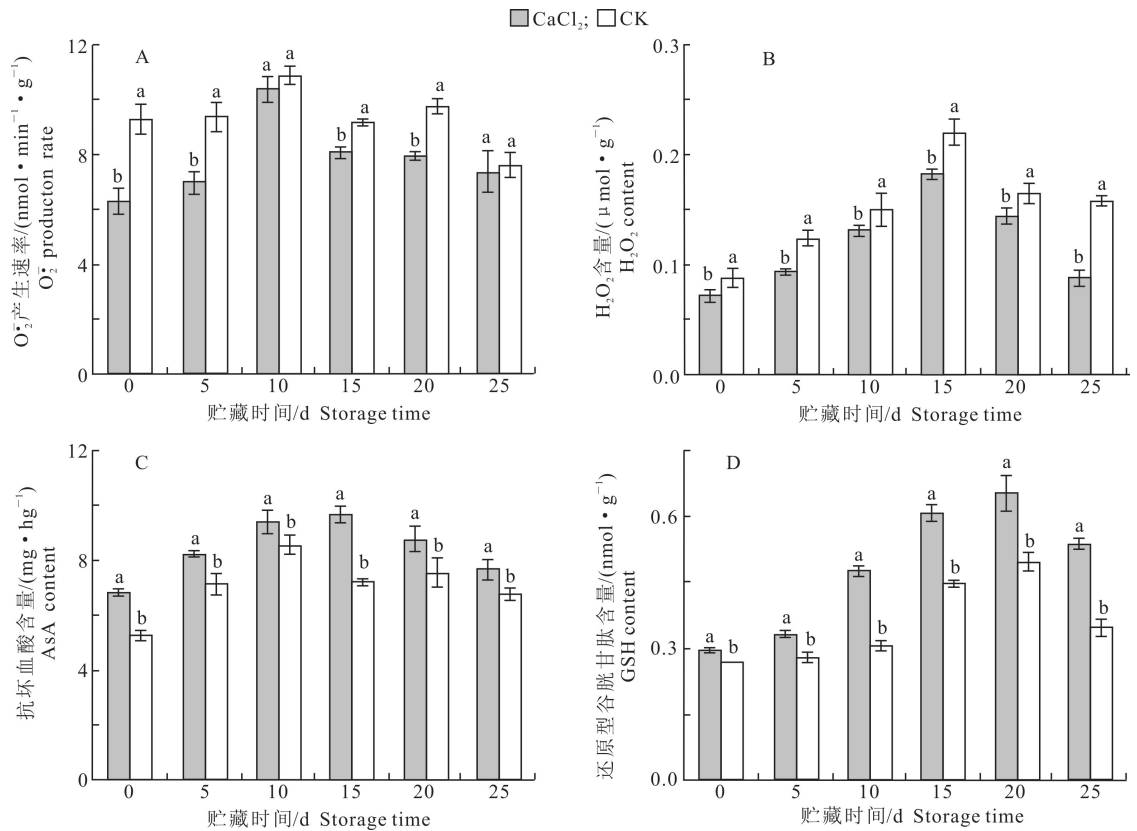 CaCl₂; CK
A
12
8
4
0
O₂•̄产生速率/(nmol•min⁻¹•g⁻¹)
O₂•̄ producton rate
b a b a a a b a b a a a
0 5 10 15 20 25
贮藏时间/d Storage time
B
0.3
0.2
0.1
0.0
H₂O₂含量/(μmol•g⁻¹)
H₂O₂ content
b a b a b a b a b a b a
0 5 10 15 20 25
贮藏时间/d Storage time
C
12
8
4
0
抗坏血酸含量/(mg•hg⁻¹)
AsA content
a b a b a b a b a b a b
0 5 10 15 20 25
贮藏时间/d Storage time
D
0.6
0.3
0.0
还原型谷胱甘肽含量/(nmol•g⁻¹)
GSH content
a b a b a b a b a b a b
0 5 10 15 20 25
贮藏时间/d Storage time